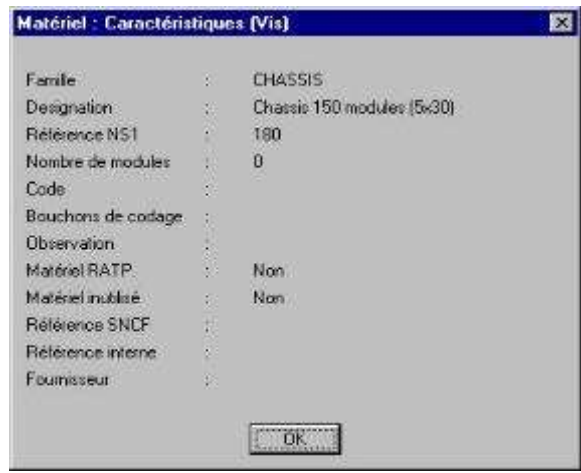 Matériel : Caractéristiques (Vis)
Famille : CHASSIS
Designation : Chassis 150 modules (5x30)
Référence NS1 : 180
Nombre de modules : 0
Code :
Bouchons de codage :
Observation :
Matériel RATP : Non
Matériel inutilisé : Non
Référence SNCF :
Référence interne :
Fournisseur :
OK